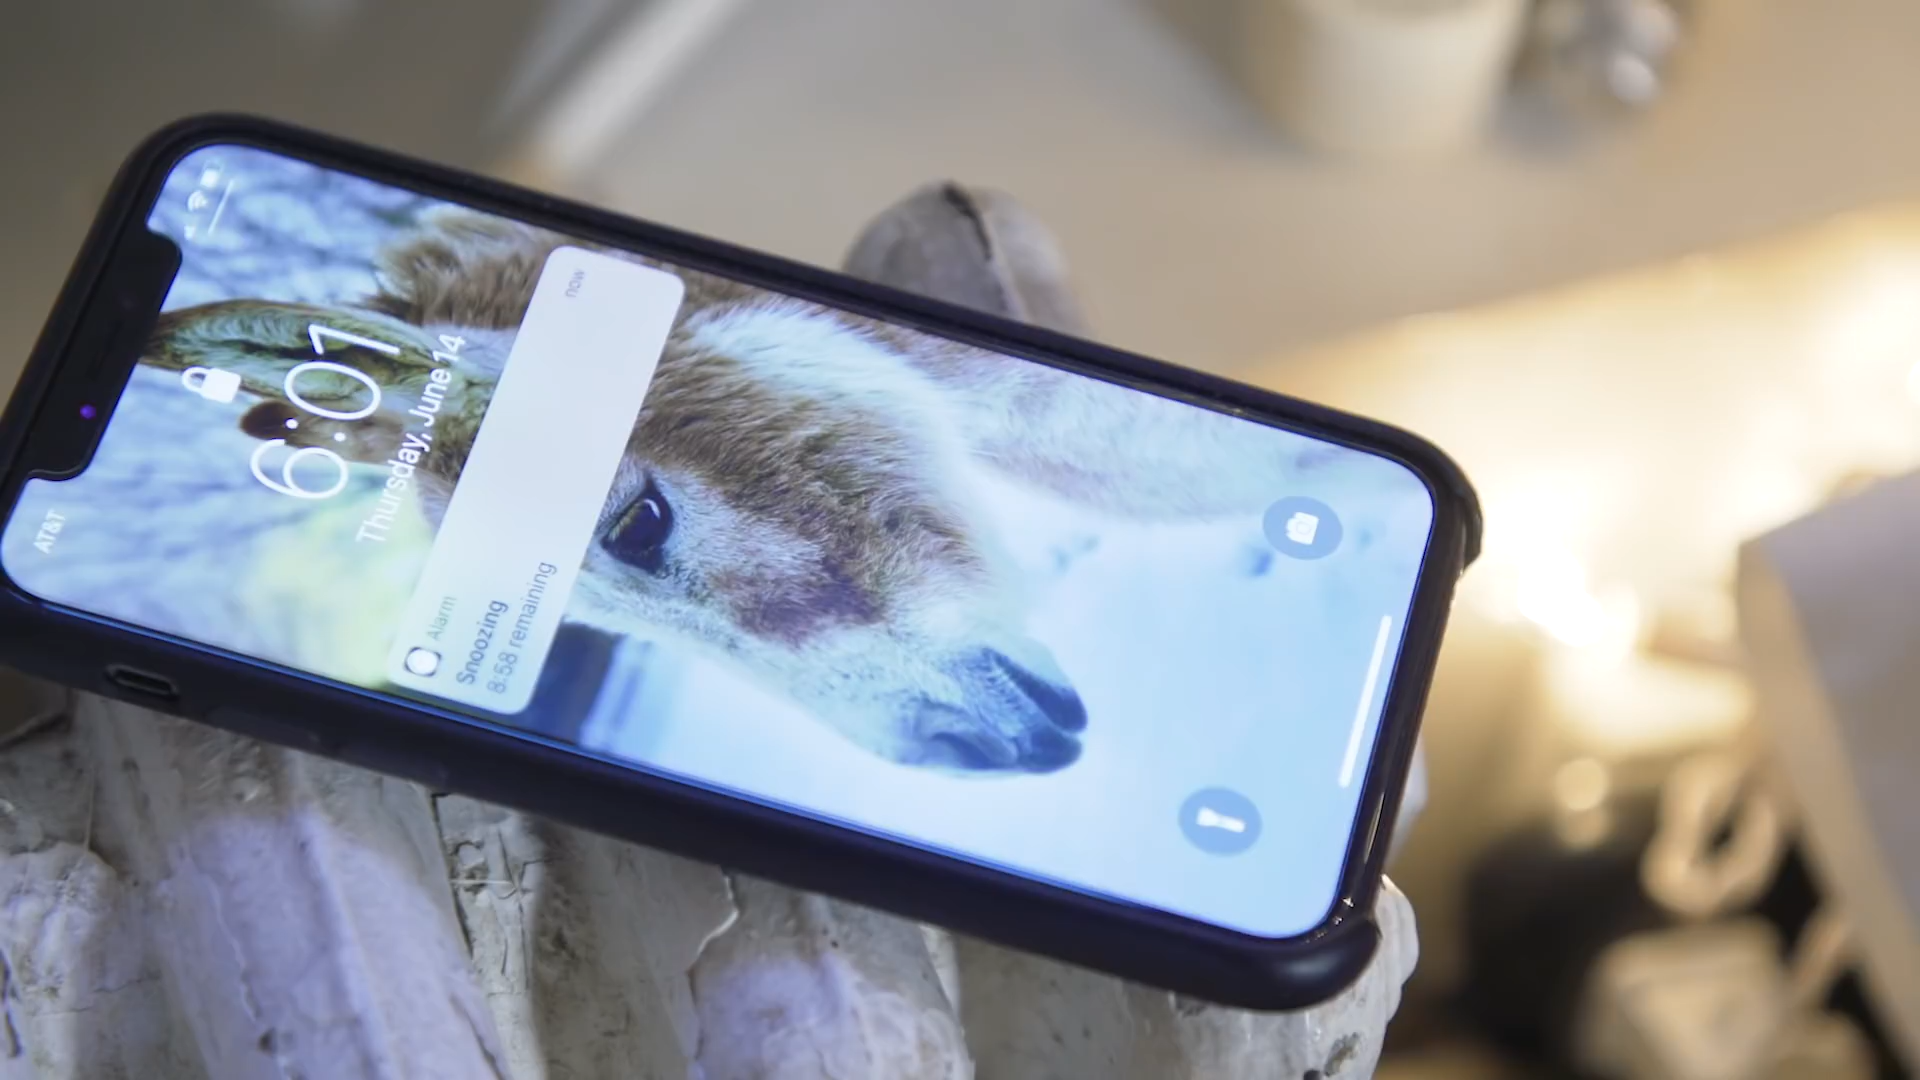 AT&T
6:01
Thursday, June 14
Alarm
now
Snoozing
8:58 remaining